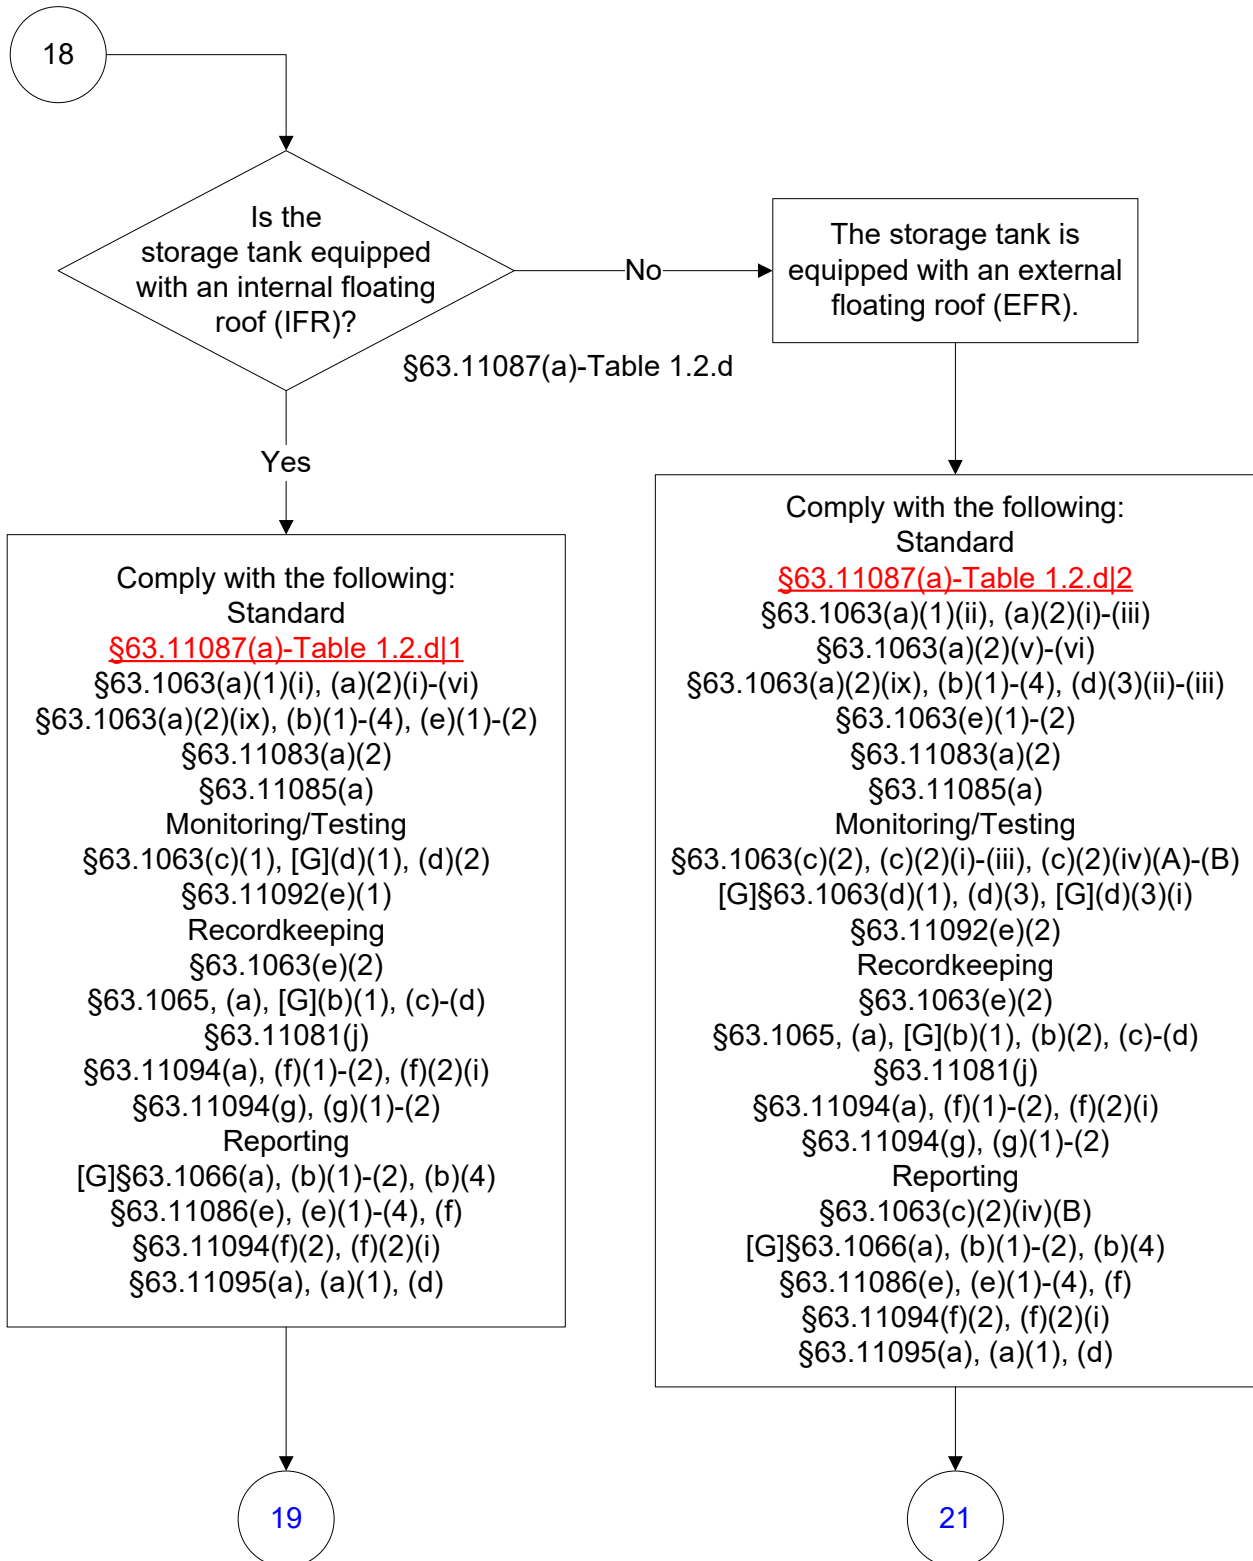 18
Is the
storage tank equipped
with an internal floating
roof (IFR)?
No
The storage tank is
equipped with an external
floating roof (EFR).
§63.11087(a)-Table 1.2.d
Yes
Comply with the following:
Standard
§63.11087(a)-Table 1.2.d|1
§63.1063(a)(1)(i), (a)(2)(i)-(vi)
§63.1063(a)(2)(ix), (b)(1)-(4), (e)(1)-(2)
§63.11083(a)(2)
§63.11085(a)
Monitoring/Testing
§63.1063(c)(1), [G](d)(1), (d)(2)
§63.11092(e)(1)
Recordkeeping
§63.1063(e)(2)
§63.1065, (a), [G](b)(1), (c)-(d)
§63.11081(j)
§63.11094(a), (f)(1)-(2), (f)(2)(i)
§63.11094(g), (g)(1)-(2)
Reporting
[G]§63.1066(a), (b)(1)-(2), (b)(4)
§63.11086(e), (e)(1)-(4), (f)
§63.11094(f)(2), (f)(2)(i)
§63.11095(a), (a)(1), (d)
19
Comply with the following:
Standard
§63.11087(a)-Table 1.2.d|2
§63.1063(a)(1)(ii), (a)(2)(i)-(iii)
§63.1063(a)(2)(v)-(vi)
§63.1063(a)(2)(ix), (b)(1)-(4), (d)(3)(ii)-(iii)
§63.1063(e)(1)-(2)
§63.11083(a)(2)
§63.11085(a)
Monitoring/Testing
§63.1063(c)(2), (c)(2)(i)-(iii), (c)(2)(iv)(A)-(B)
[G]§63.1063(d)(1), (d)(3), [G](d)(3)(i)
§63.11092(e)(2)
Recordkeeping
§63.1063(e)(2)
§63.1065, (a), [G](b)(1), (b)(2), (c)-(d)
§63.11081(j)
§63.11094(a), (f)(1)-(2), (f)(2)(i)
§63.11094(g), (g)(1)-(2)
Reporting
§63.1063(c)(2)(iv)(B)
[G]§63.1066(a), (b)(1)-(2), (b)(4)
§63.11086(e), (e)(1)-(4), (f)
§63.11094(f)(2), (f)(2)(i)
§63.11095(a), (a)(1), (d)
21